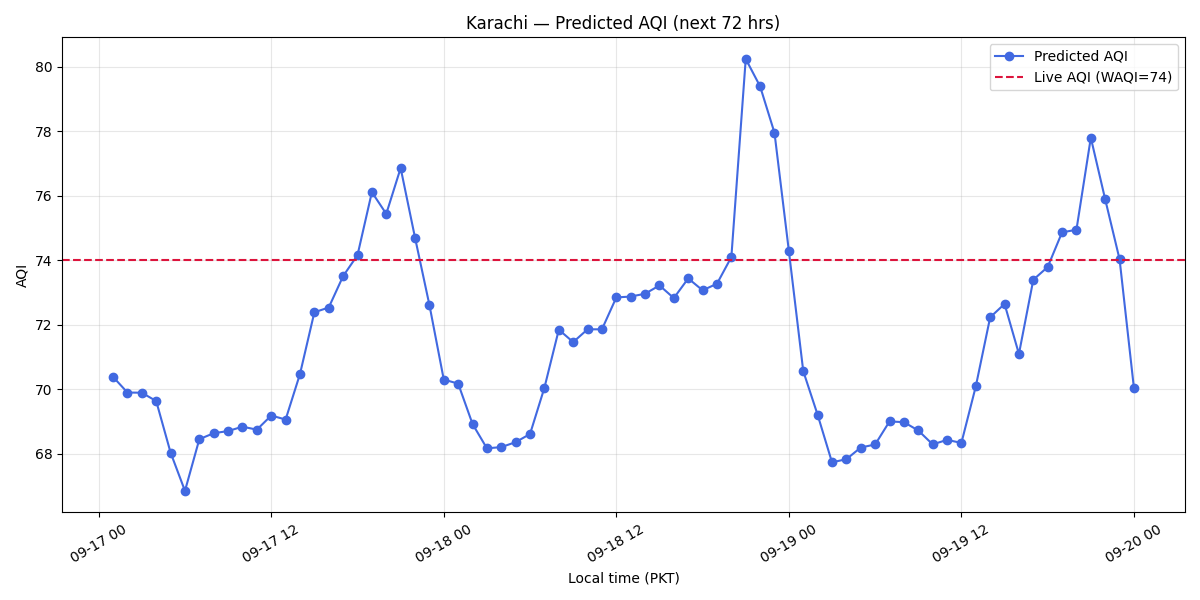 Karachi — Predicted AQI (next 72 hrs)
Predicted AQI
Live AQI (WAQI=74)
AQI
80
78
76
74
72
70
68
09-17 00
09-17 12
09-18 00
09-18 12
09-19 00
09-19 12
09-20 00
Local time (PKT)